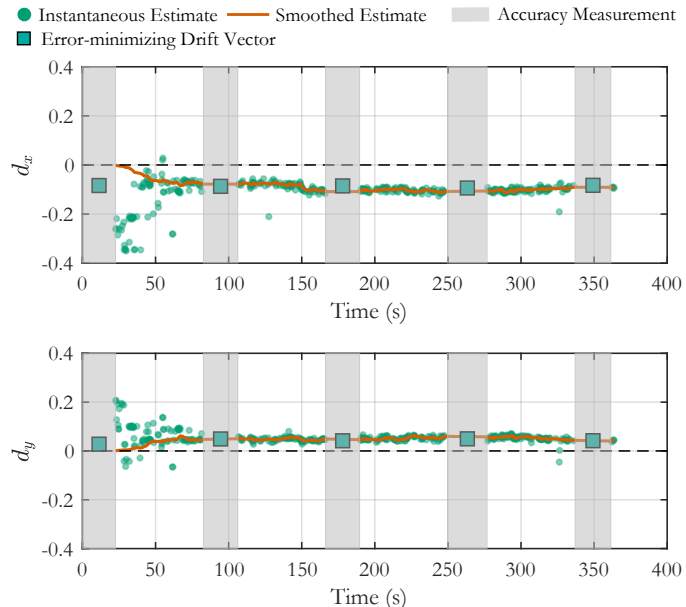 Instantaneous Estimate Smoothed Estimate Accuracy Measurement
Error-minimizing Drift Vector
0.4
0.2
0
-0.2
-0.4
d_x
0 50 100 150 200 250 300 350 400
Time (s)
0.4
0.2
0
-0.2
-0.4
d_y
0 50 100 150 200 250 300 350 400
Time (s)